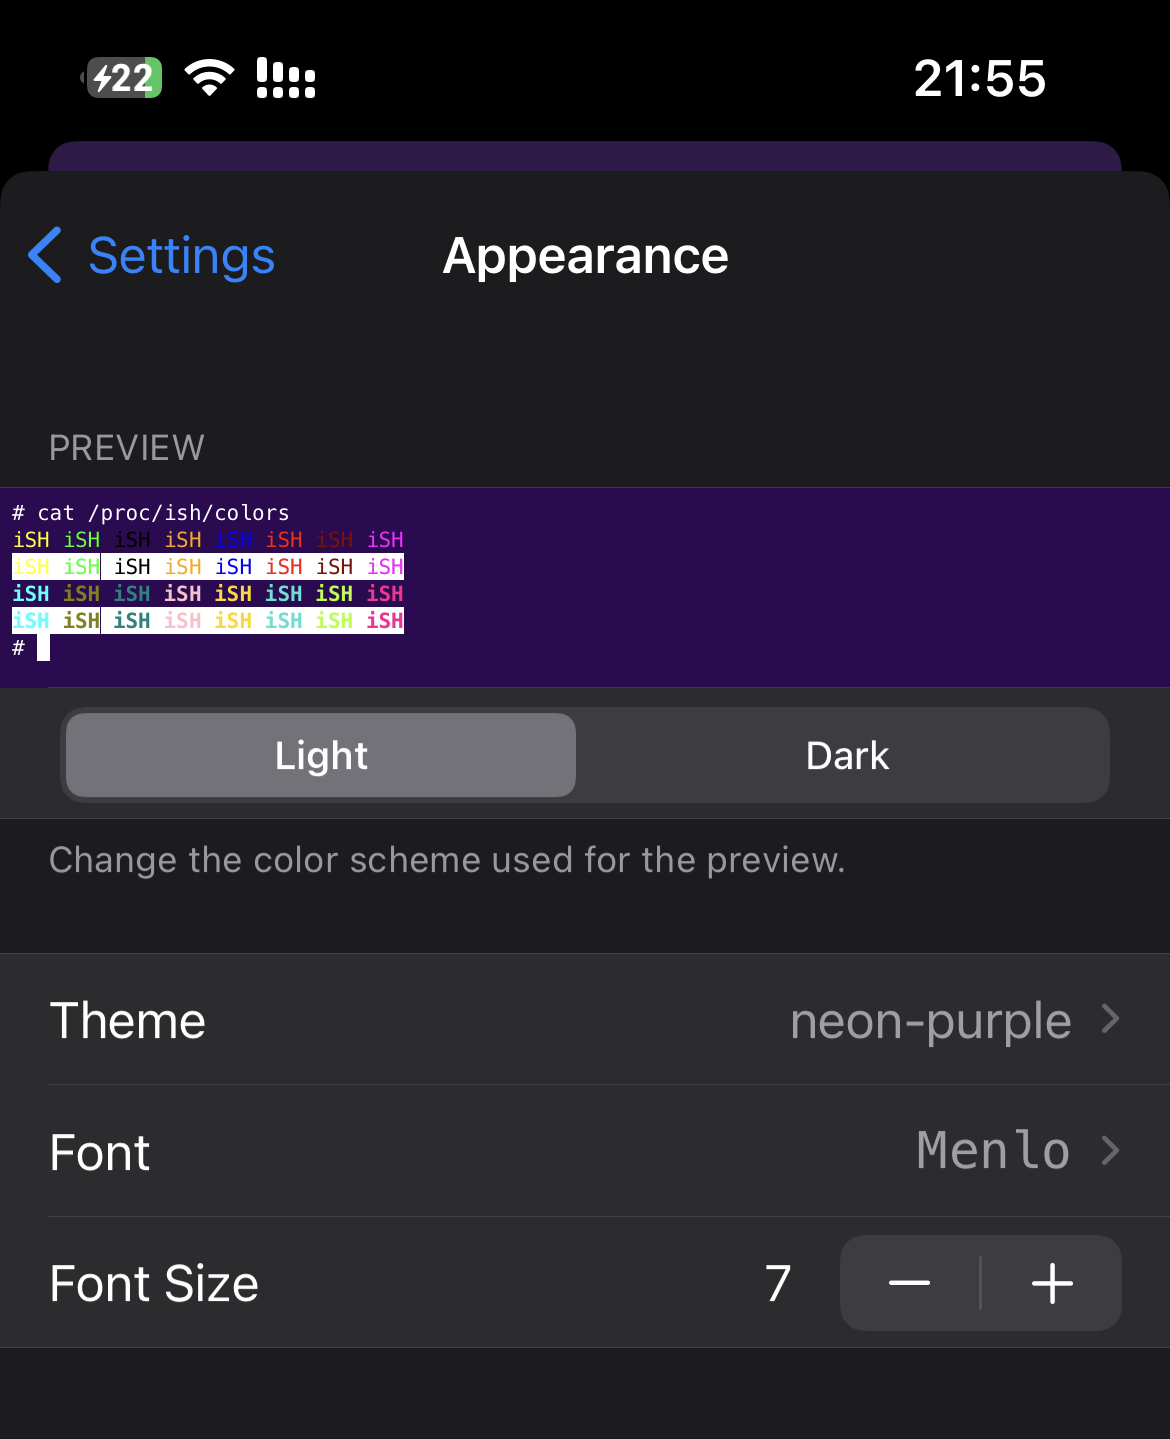 22
21:55
Settings
Appearance
PREVIEW
# cat /proc/ish/colors
iSH iSH iSH iSH iSH iSH iSH iSH
iSH iSH iSH iSH iSH iSH iSH iSH
iSH iSH iSH iSH iSH iSH iSH iSH
iSH iSH iSH iSH iSH iSH iSH iSH
#
Light
Dark
Change the color scheme used for the preview.
Theme
neon-purple
Font
Menlo
Font Size
7